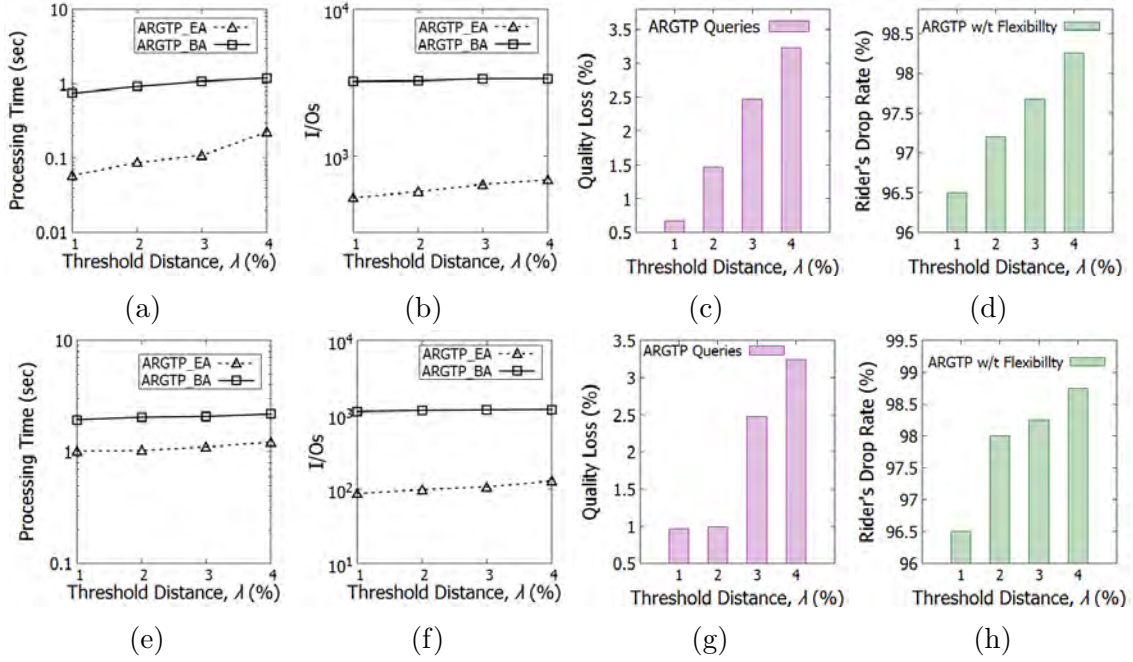 Processing Time (sec)
10
1
0.1
0.01
ARGTP_EA
ARGTP_BA
1 2 3 4
Threshold Distance, λ (%)
(a)
I/Os
10^4
10^3
ARGTP_EA
ARGTP_BA
1 2 3 4
Threshold Distance, λ (%)
(b)
Quality Loss (%)
3.5
3
2.5
2
1.5
1
0.5
ARGTP Queries
1 2 3 4
Threshold Distance, λ (%)
(c)
Rider's Drop Rate (%)
98.5
98
97.5
97
96.5
96
ARGTP w/t Flexibillty
1 2 3 4
Threshold Distance, λ (%)
(d)
Processing Time (sec)
10
1
0.1
ARGTP_EA
ARGTP_BA
1 2 3 4
Threshold Distance, λ (%)
(e)
I/Os
10^4
10^3
10^2
10^1
ARGTP_EA
ARGTP_BA
1 2 3 4
Threshold Distance, λ (%)
(f)
Quality Loss (%)
3.5
3
2.5
2
1.5
1
0.5
ARGTP Queries
1 2 3 4
Threshold Distance, λ (%)
(g)
Rider's Drop Rate (%)
99.5
99
98.5
98
97.5
97
96.5
96
ARGTP w/t Flexibillty
1 2 3 4
Threshold Distance, λ (%)
(h)